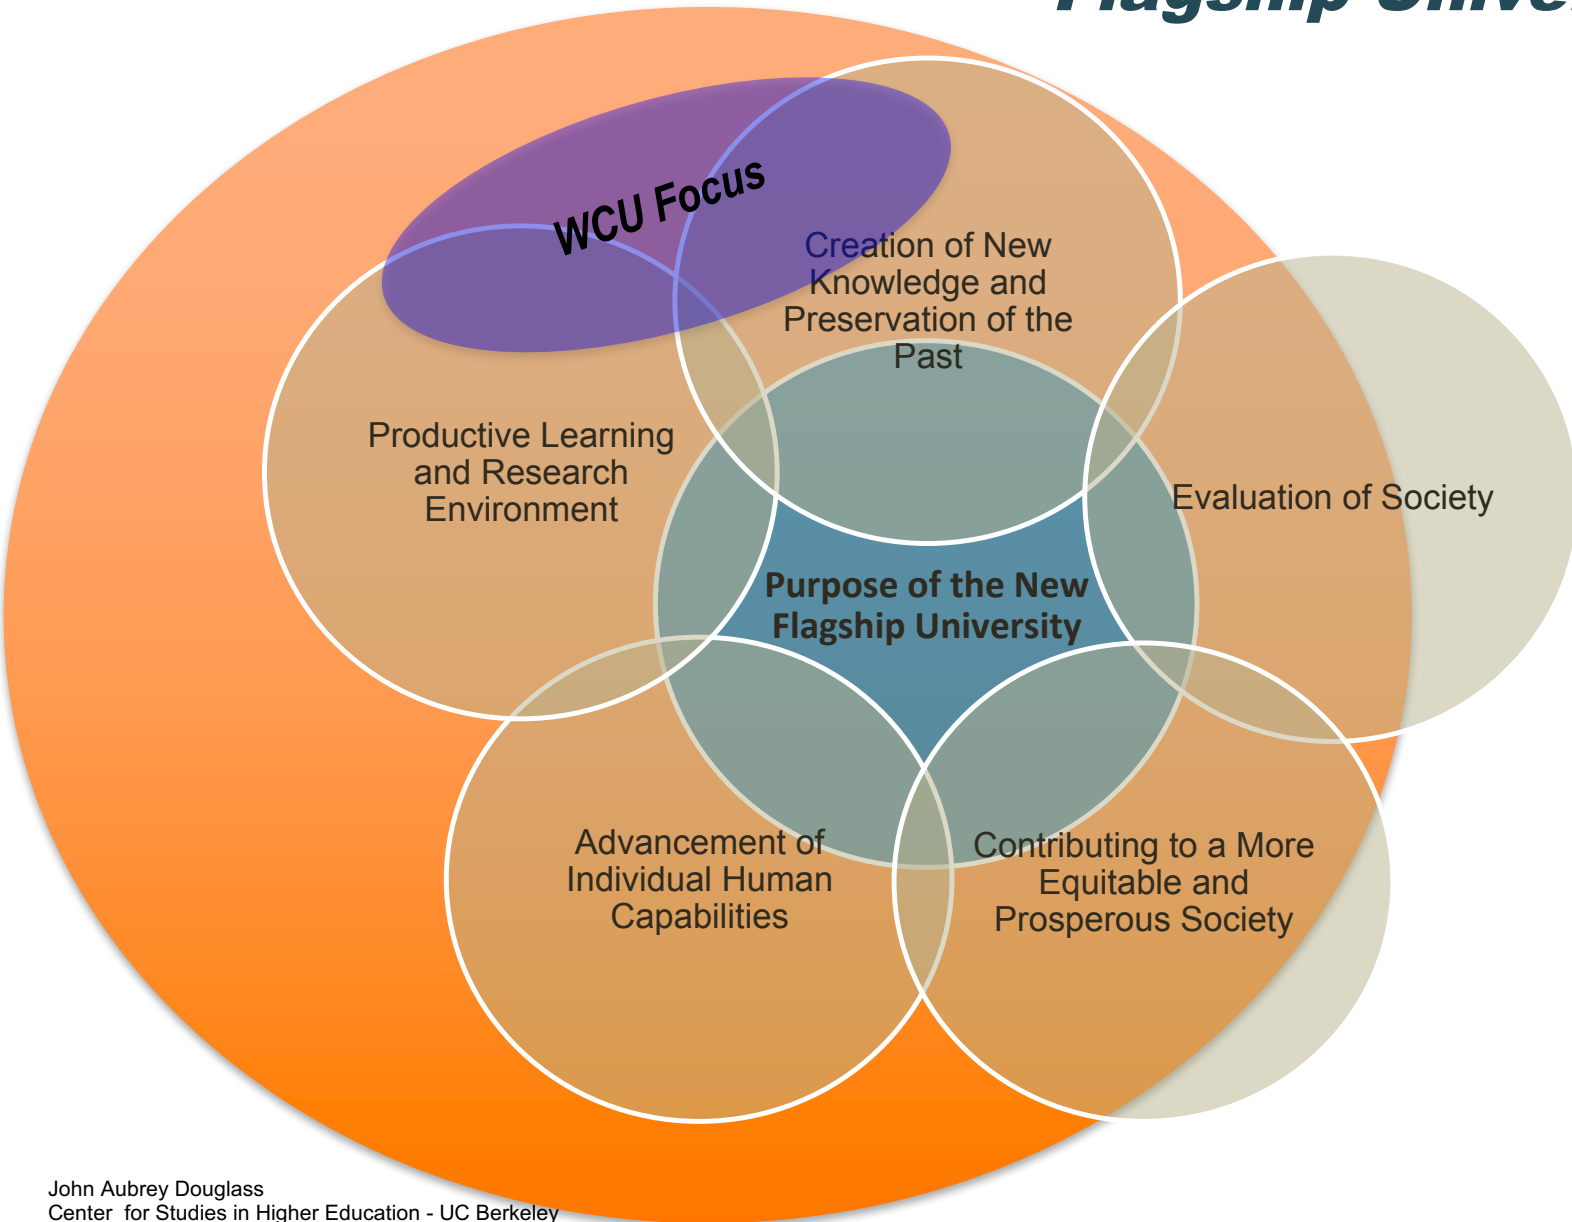 Flagship
WCU Focus
Creation of New
Knowledge and
Preservation of the
Past
Productive Learning
and Research
Environment
Evaluation of Society
Purpose of the New
Flagship University
Advancement of
Individual Human
Capabilities
Contributing to a More
Equitable and
Prosperous Society
John Aubrey Douglass
Center for Studies in Higher Education - UC Berkeley